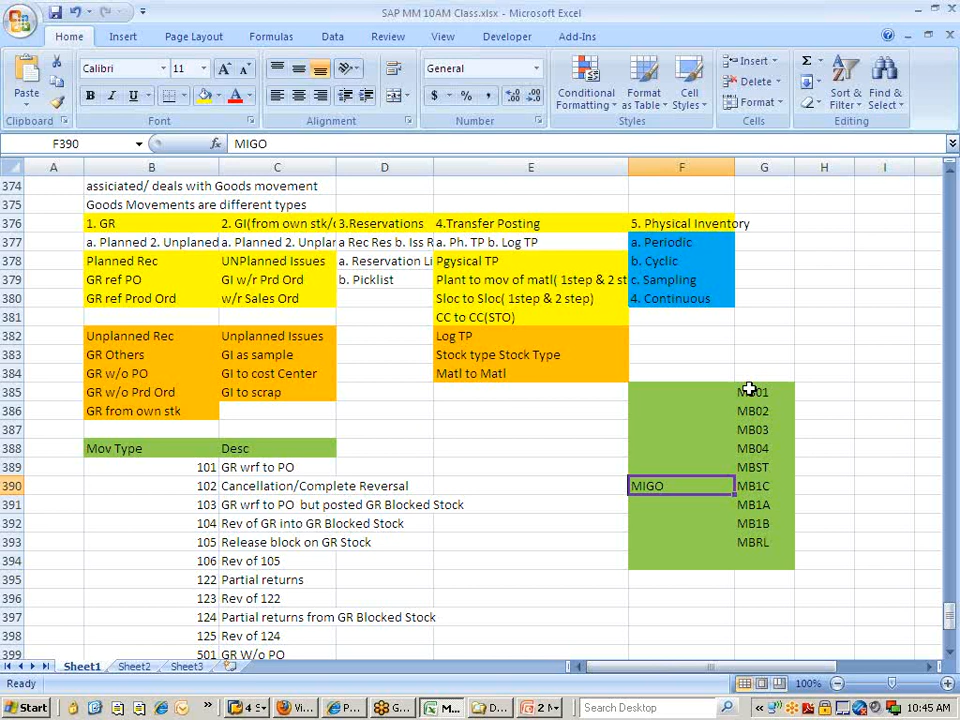 SAP MM 10AM Class.xlsx - Microsoft Excel
Home Insert Page Layout Formulas Data Review View Developer Add-Ins
Paste Calibri 11 General Conditional Formatting Format as Table Cell Styles Insert Delete Format Sort & Filter Find & Select
Clipboard Font Alignment Number Styles Cells Editing
F390 MIGO
A B C D E F G H I
374 assiciated/ deals with Goods movement
375 Goods Movements are different types
376 1. GR 2. GI(from own stk/ 3.Reservations 4.Transfer Posting 5. Physical Inventory
377 a. Planned 2. Unplaned a. Planned 2. Unplar a Rec Res b. Iss R a. Ph. TP b. Log TP a. Periodic
378 Planned Rec UNPlanned Issues a. Reservation Li Pgysical TP b. Cyclic
379 GR ref PO GI w/r Prd Ord b. Picklist Plant to mov of matl( 1step & 2 st c. Sampling
380 GR ref Prod Ord w/r Sales Ord Sloc to Sloc( 1step & 2 step) 4. Continuous
381 CC to CC(STO)
382 Unplanned Rec Unplanned Issues Log TP
383 GR Others GI as sample Stock type Stock Type
384 GR w/o PO GI to cost Center Matl to Matl
385 GR w/o Prd Ord GI to scrap MB01
386 GR from own stk MB02
387 MB03
388 Mov Type Desc MB04
389 101 GR wrf to PO MBST
390 102 Cancellation/Complete Reversal MIGO MB1C
391 103 GR wrf to PO but posted GR Blocked Stock MB1A
392 104 Rev of GR into GR Blocked Stock MB1B
393 105 Release block on GR Stock MBRL
394 106 Rev of 105
395 122 Partial returns
396 123 Rev of 122
397 124 Partial returns from GR Blocked Stock
398 125 Rev of 124
399 501 GR W/o PO
Sheet1 Sheet2 Sheet3
Ready 100%
Start 4 S Vi P G M... D... 2 M Search Desktop 10:45 AM